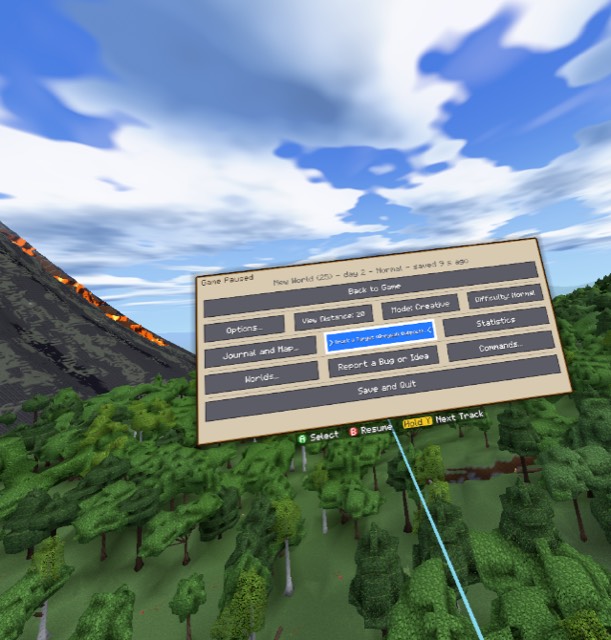 Game Paused
New World (25) - day 2 - Normal - saved 9 s ago
Back to Game
Options...
View Distance: 20
Mode: Creative
Difficulty: Normal
Journal and Map...
Statistics
Worlds...
Report a Bug or Idea
Commands...
Save and Quit
A Select B Resume Hold Y Next Track